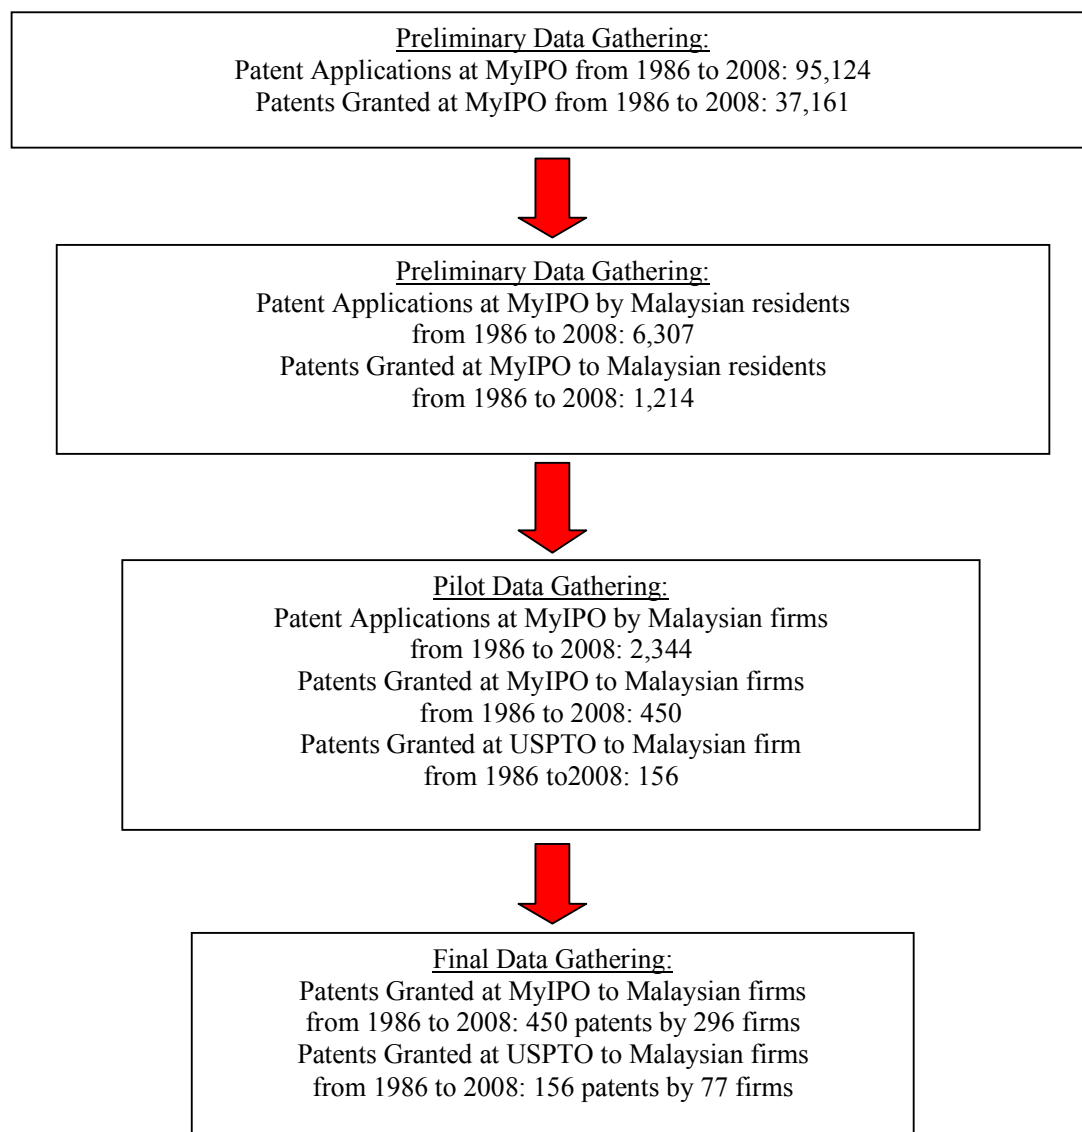 Preliminary Data Gathering:
Patent Applications at MyIPO from 1986 to 2008: 95,124
Patents Granted at MyIPO from 1986 to 2008: 37,161
Preliminary Data Gathering:
Patent Applications at MyIPO by Malaysian residents
from 1986 to 2008: 6,307
Patents Granted at MyIPO to Malaysian residents
from 1986 to 2008: 1,214
Pilot Data Gathering:
Patent Applications at MyIPO by Malaysian firms
from 1986 to 2008: 2,344
Patents Granted at MyIPO to Malaysian firms
from 1986 to 2008: 450
Patents Granted at USPTO to Malaysian firm
from 1986 to2008: 156
Final Data Gathering:
Patents Granted at MyIPO to Malaysian firms
from 1986 to 2008: 450 patents by 296 firms
Patents Granted at USPTO to Malaysian firms
from 1986 to 2008: 156 patents by 77 firms